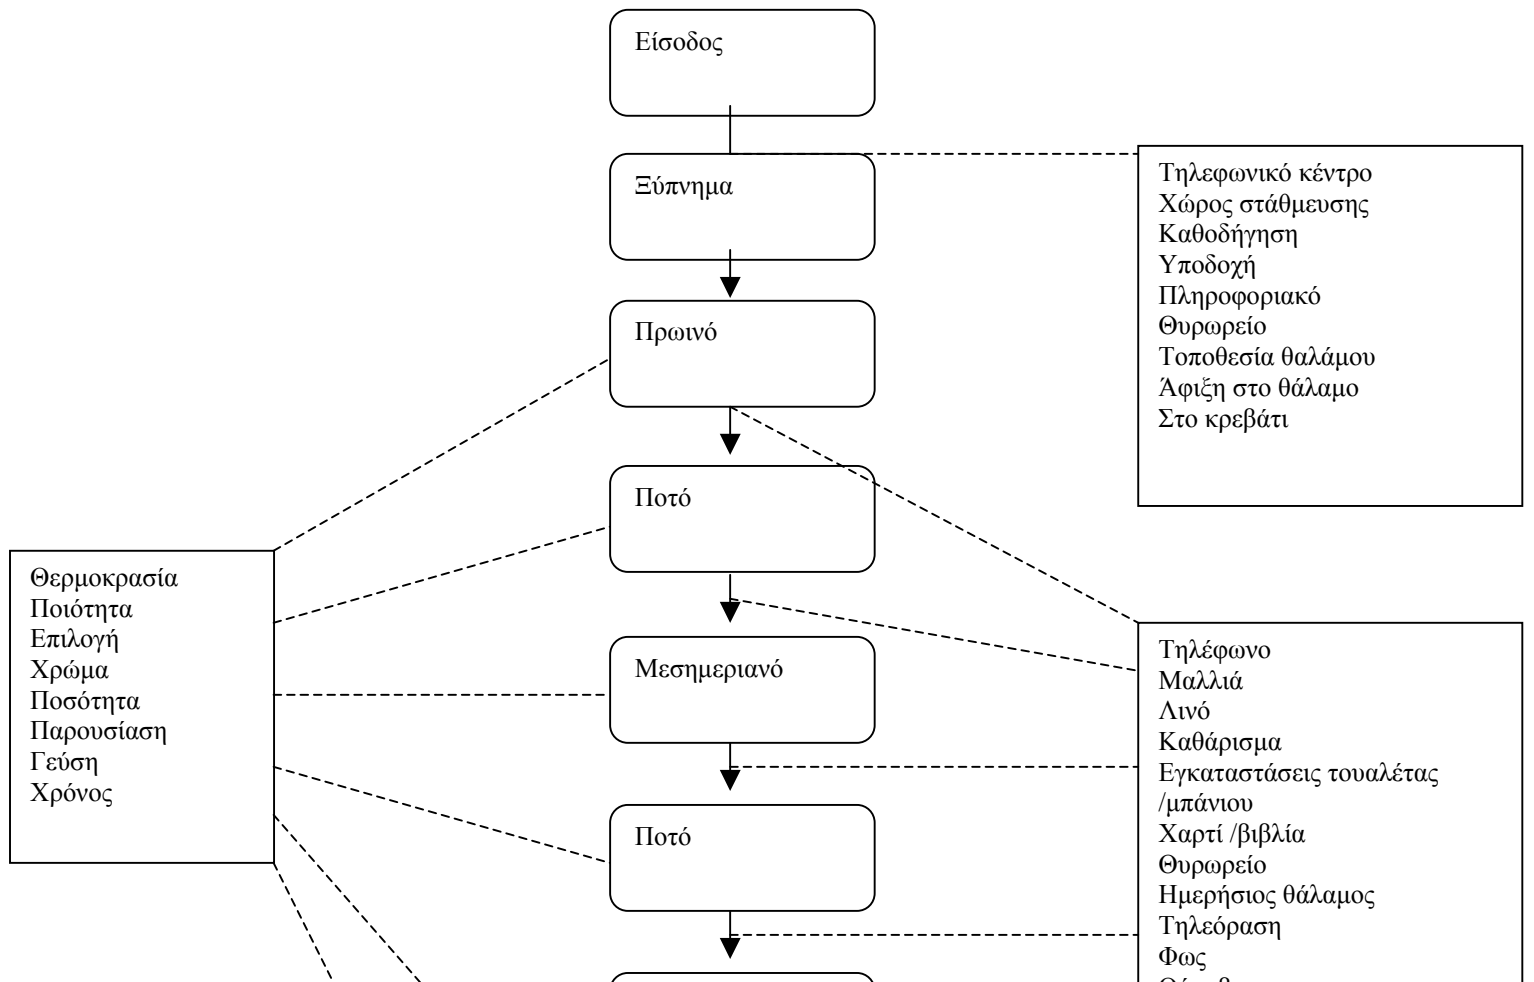 Είσοδος
Ξύπνημα
Πρωινό
Ποτό
Μεσημεριανό
Ποτό
Τηλεφωνικό κέντρο
Χώρος στάθμευσης
Καθοδήγηση
Υποδοχή
Πληροφοριακό
Θυρωρείο
Τοποθεσία θαλάμου
Άφιξη στο θάλαμο
Στο κρεβάτι
Θερμοκρασία
Ποιότητα
Επιλογή
Χρώμα
Ποσότητα
Παρουσίαση
Γεύση
Χρόνος
Τηλέφωνο
Μαλλιά
Λινό
Καθάρισμα
Εγκαταστάσεις τουαλέτας
/μπάνιου
Χαρτί /βιβλία
Θυρωρείο
Ημερήσιος θάλαμος
Τηλεόραση
Φως